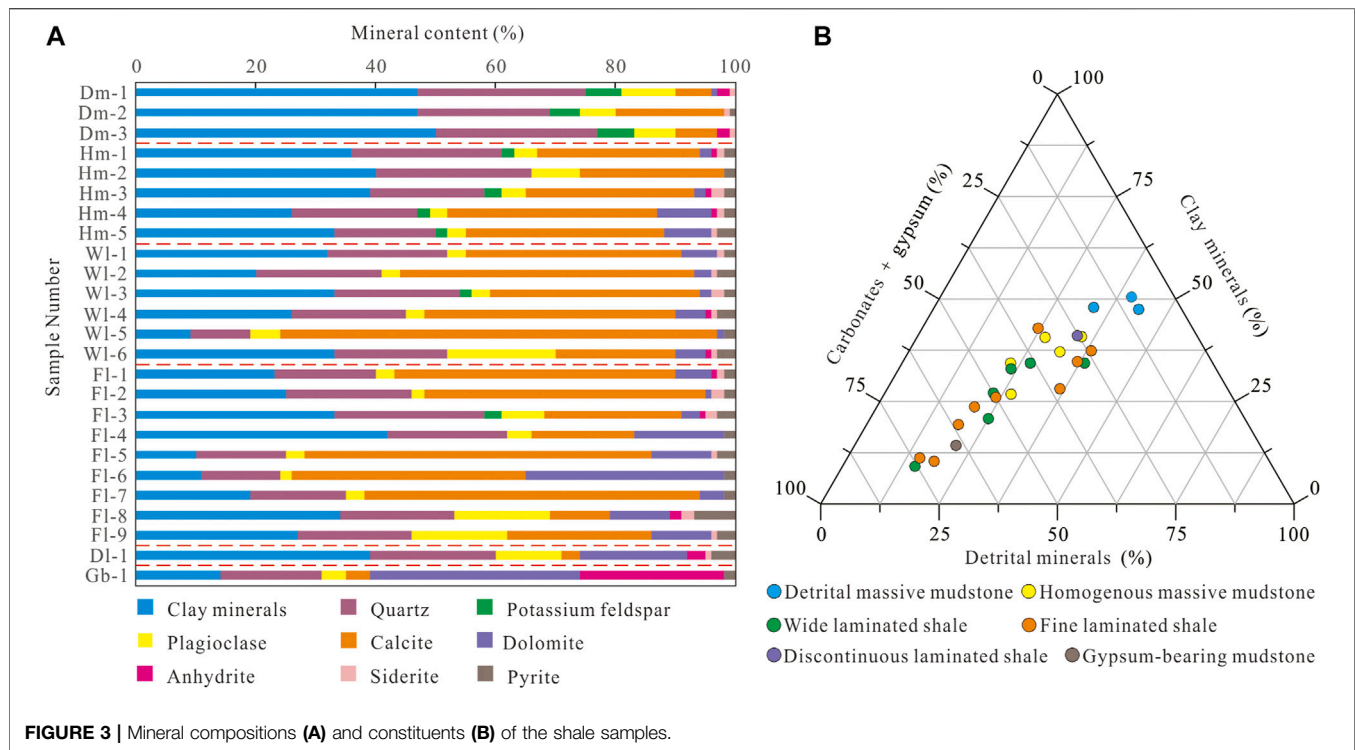 A
Mineral content (%)
0 20 40 60 80 100
Sample Number
Dm-1
Dm-2
Dm-3
Hm-1
Hm-2
Hm-3
Hm-4
Hm-5
Wl-1
Wl-2
Wl-3
Wl-4
Wl-5
Wl-6
Fl-1
Fl-2
Fl-3
Fl-4
Fl-5
Fl-6
Fl-7
Fl-8
Fl-9
Dl-1
Gb-1
Clay minerals Quartz Potassium feldspar
Plagioclase Calcite Dolomite
Anhydrite Siderite Pyrite
B
0 100
25 75
Carbonates + gypsum (%)
Clay minerals (%)
50 50
75 25
100 0
0 25 50 75 100
Detrital minerals (%)
Detrital massive mudstone Homogenous massive mudstone
Wide laminated shale Fine laminated shale
Discontinuous laminated shale Gypsum-bearing mudstone
FIGURE 3 | Mineral compositions (A) and constituents (B) of the shale samples.